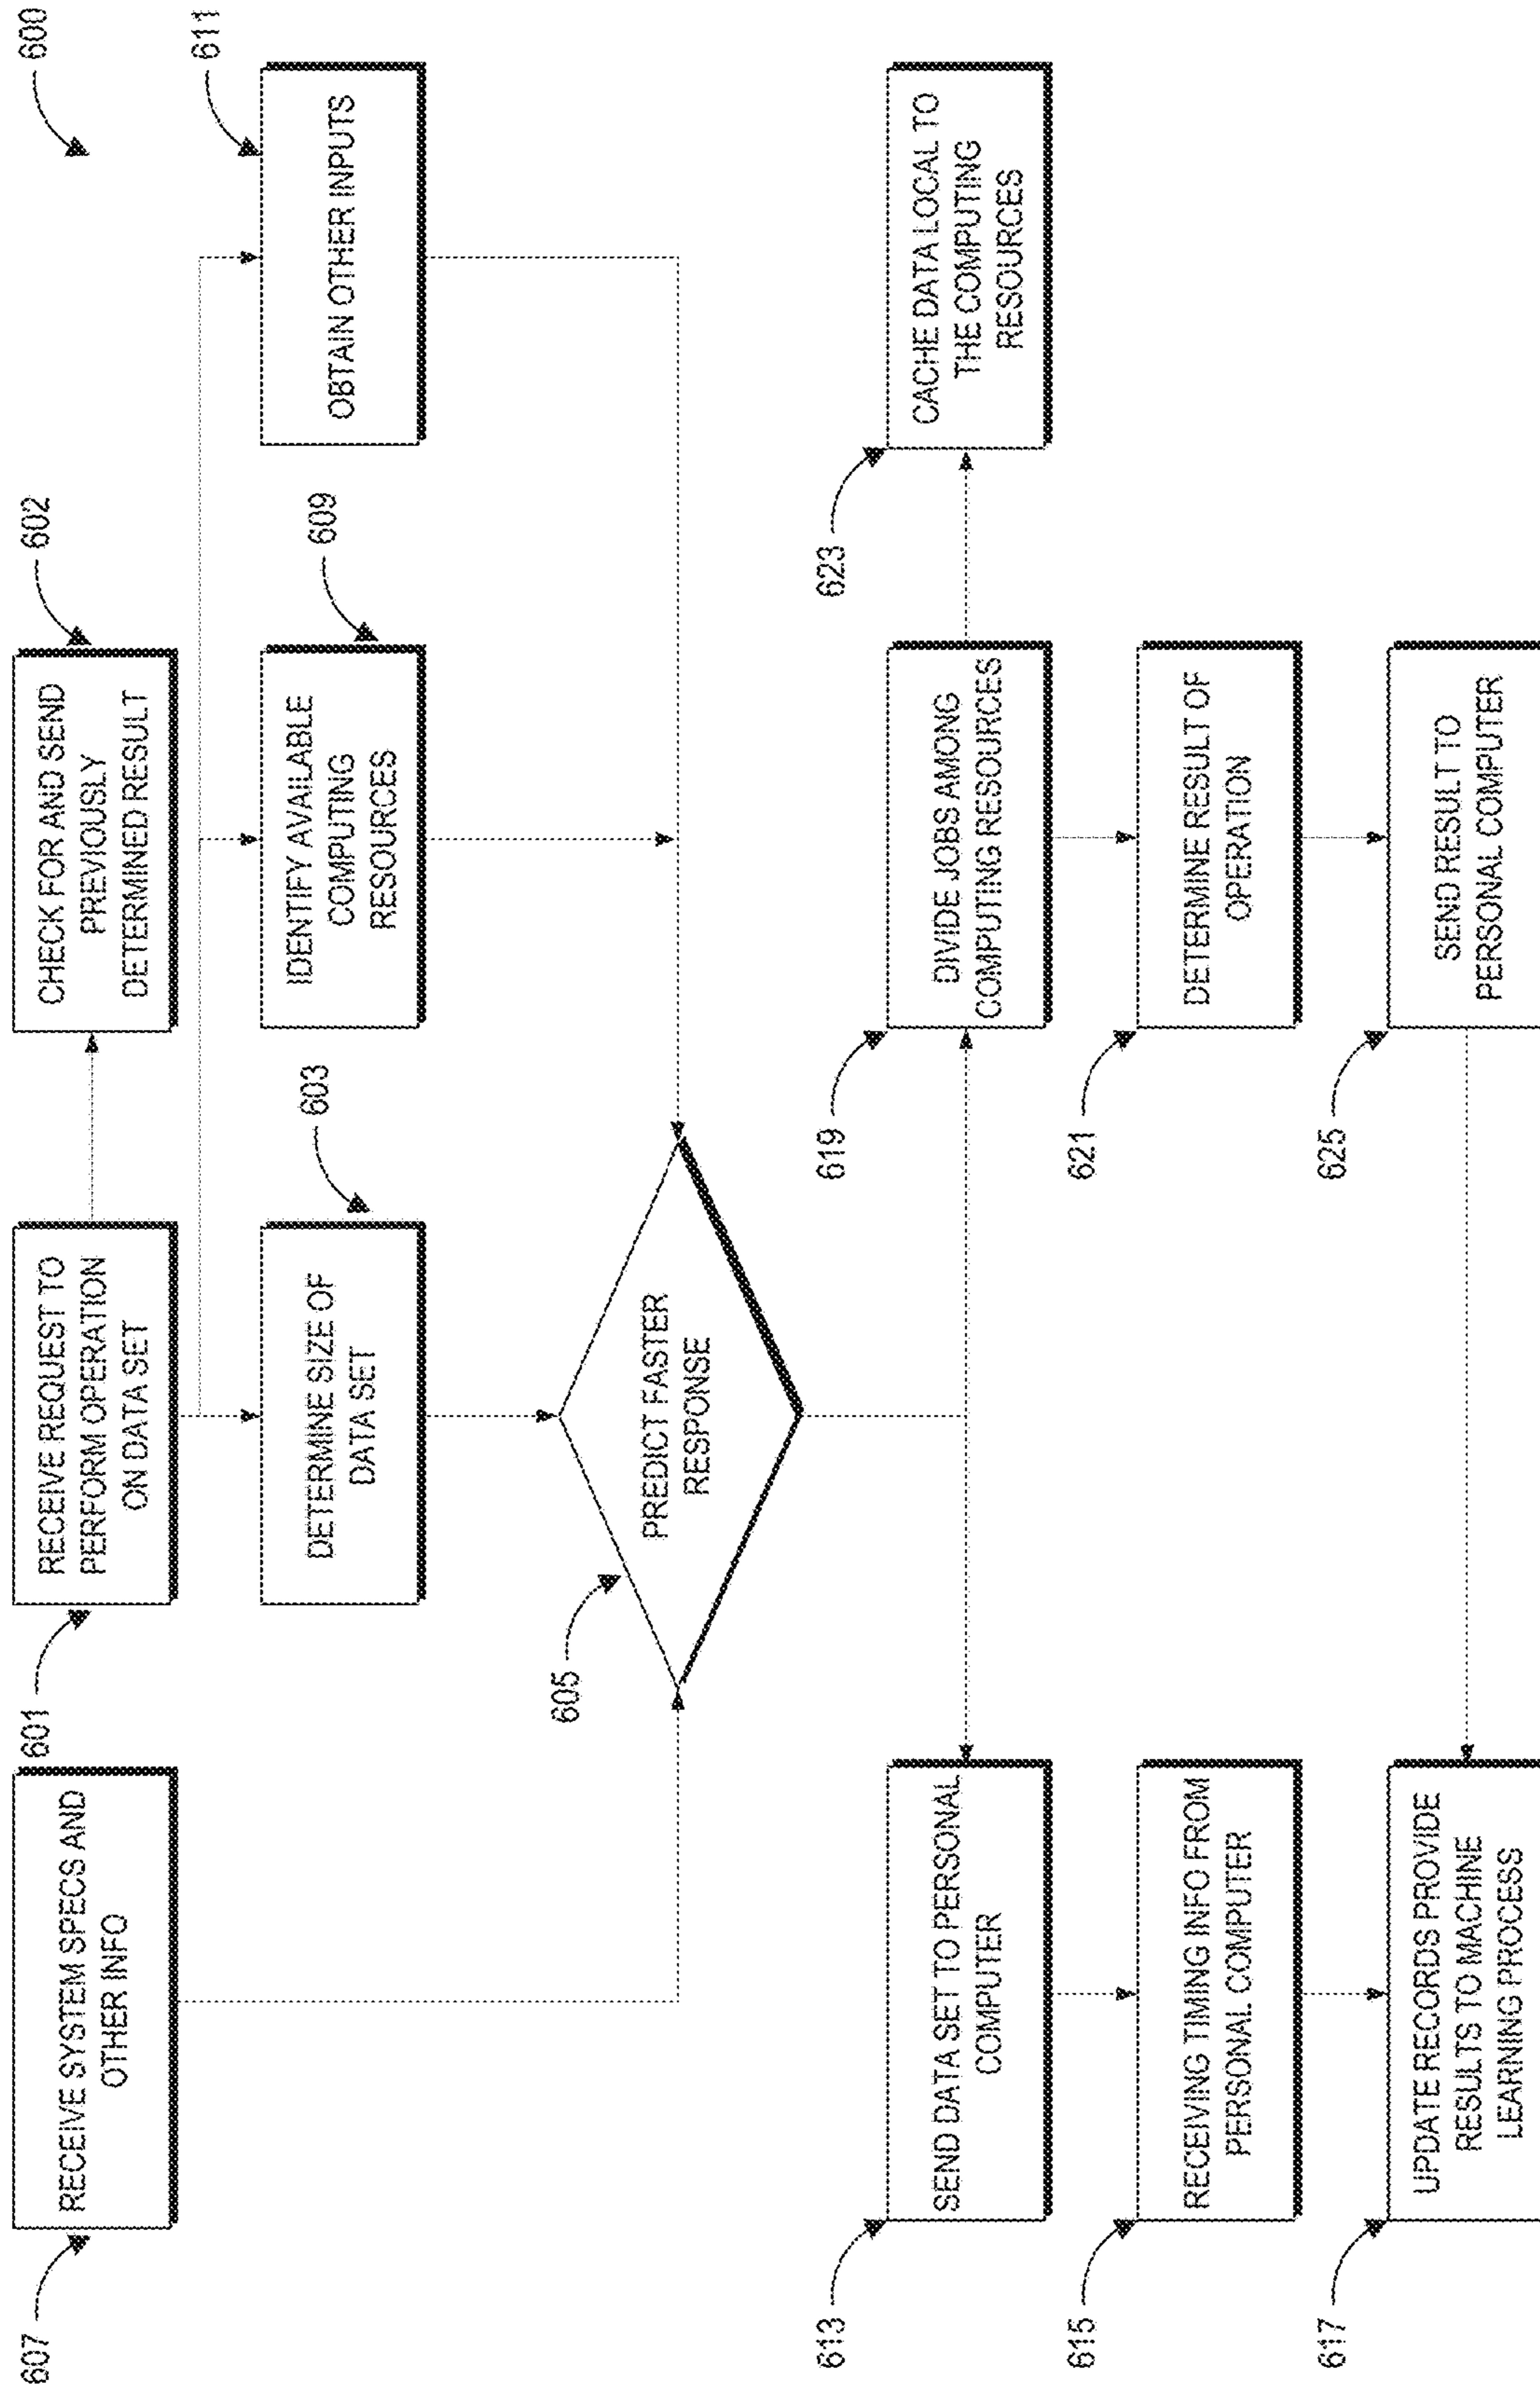 600
607
RECEIVE SYSTEM SPECS AND
OTHER INFO
601
RECEIVE REQUEST TO
PERFORM OPERATION
ON DATA SET
602
CHECK FOR AND SEND
PREVIOUSLY
DETERMINED RESULT
603
DETERMINE SIZE OF
DATA SET
609
IDENTIFY AVAILABLE
COMPUTING
RESOURCES
611
OBTAIN OTHER INPUTS
605
PREDICT FASTER
RESPONSE
613
SEND DATA SET TO PERSONAL
COMPUTER
619
DIVIDE JOBS AMONG
COMPUTING RESOURCES
623
CACHE DATA LOCAL TO
THE COMPUTING
RESOURCES
615
RECEIVING TIMING INFO FROM
PERSONAL COMPUTER
621
DETERMINE RESULT OF
OPERATION
617
UPDATE RECORDS PROVIDE
RESULTS TO MACHINE
LEARNING PROCESS
625
SEND RESULT TO
PERSONAL COMPUTER